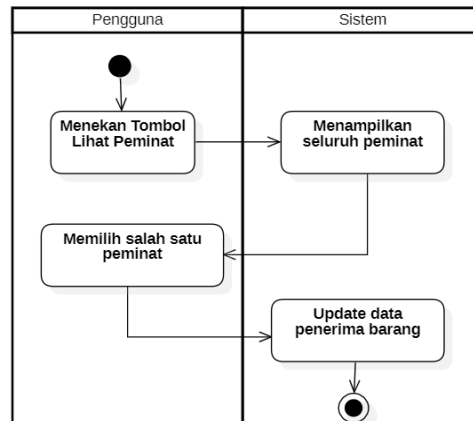 Pengguna
Sistem
Menekan Tombol
Lihat Peminat
Menampilkan
seluruh peminat
Memilih salah satu
peminat
Update data
penerima barang